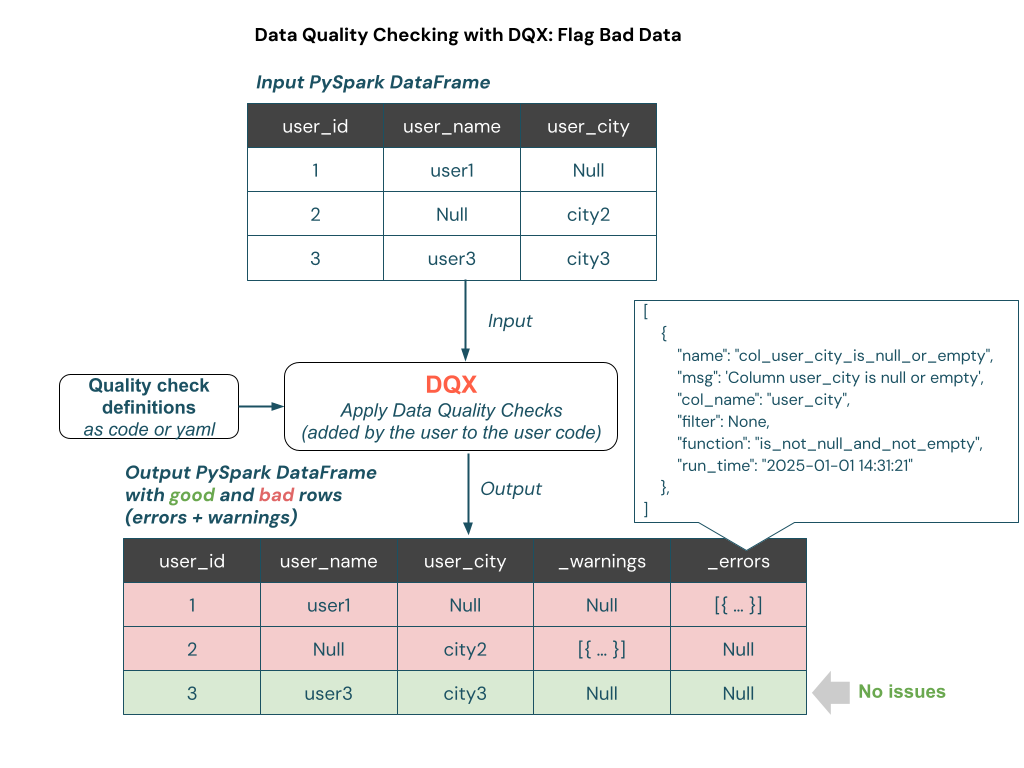 Data Quality Checking with DQX: Flag Bad Data
Input PySpark DataFrame
user_id user_name user_city
1 user1 Null
2 Null city2
3 user3 city3
Input
[
{
"name": "col_user_city_is_null_or_empty",
"msg": 'Column user_city is null or empty',
"col_name": "user_city",
"filter": None,
"function": "is_not_null_and_not_empty",
"run_time": "2025-01-01 14:31:21"
},
]
Quality check
definitions
as code or yaml
DQX
Apply Data Quality Checks
(added by the user to the user code)
Output PySpark DataFrame
with good and bad rows
(errors + warnings)
Output
user_id user_name user_city _warnings _errors
1 user1 Null Null [{ ... }]
2 Null city2 [{ ... }] Null
3 user3 city3 Null Null
No issues